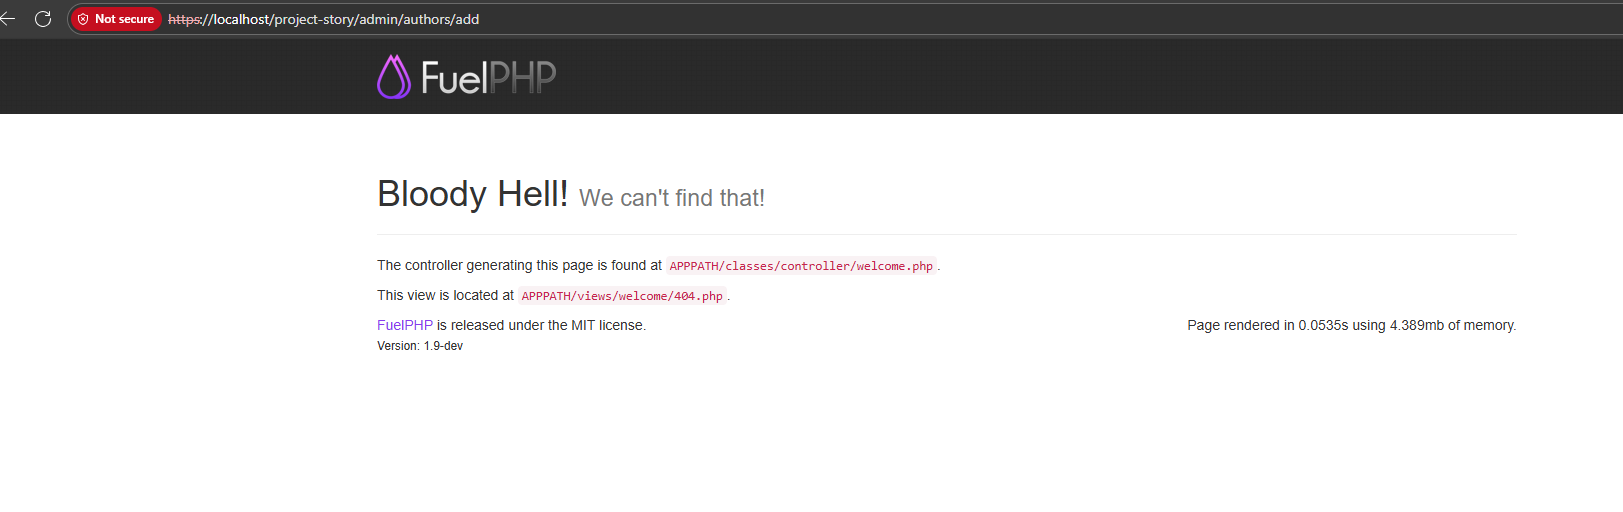 Not secure https://localhost/project-story/admin/authors/add
FuelPHP
Bloody Hell! We can't find that!
The controller generating this page is found at APPPATH/classes/controller/welcome.php .
This view is located at APPPATH/views/welcome/404.php .
FuelPHP is released under the MIT license. Page rendered in 0.0535s using 4.389mb of memory.
Version: 1.9-dev